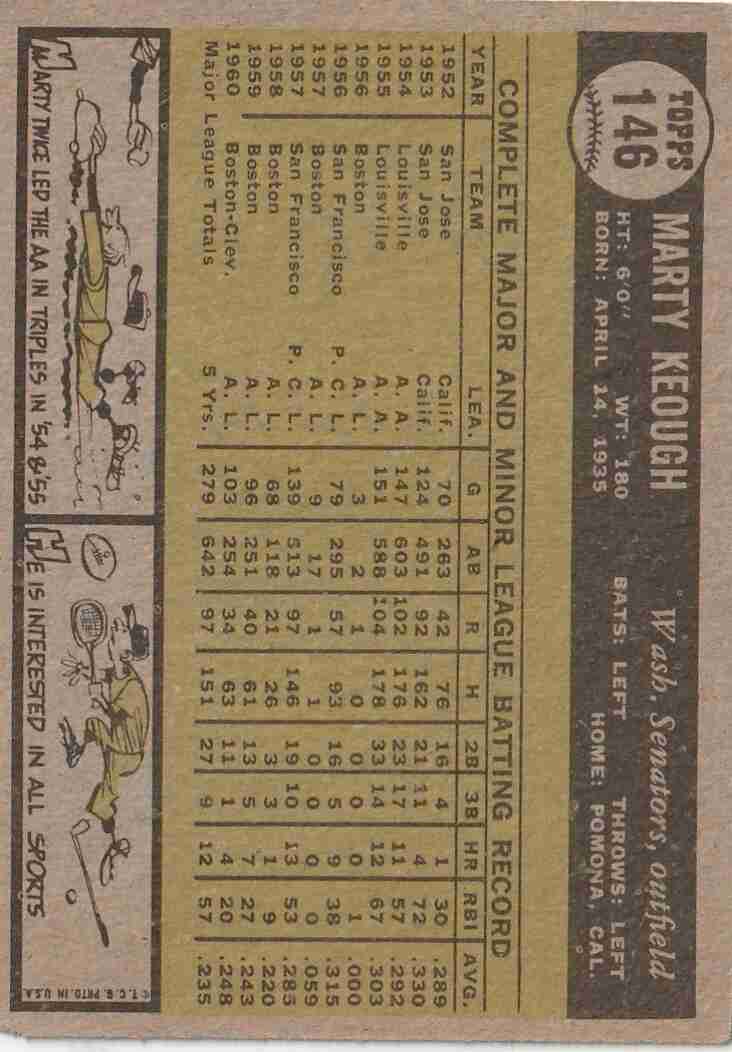 TOPPS
146
MARTY KEOUGH Wash. Senators, outfield
HT: 6'0" WT: 180 BATS: LEFT THROWS: LEFT
BORN: APRIL 14, 1935 HOME: POMONA, CAL.
COMPLETE MAJOR AND MINOR LEAGUE BATTING RECORD
YEAR TEAM LEA. G AB R H 2B 3B HR RBI AVG.
1952 San Jose Calif. 70 263 42 76 16 4 1 30 .289
1953 San Jose Calif. 124 491 92 162 21 11 4 72 .330
1954 Louisville A. A. 147 603 102 176 23 17 11 57 .292
1955 Louisville A. A. 151 588 104 178 33 14 12 67 .303
1956 Boston A. L. 3 2 1 0 0 0 0 1 .000
1956 San Francisco P. C. L. 79 295 57 93 16 5 9 38 .315
1957 Boston A. L. 9 17 1 1 0 0 0 0 .059
1957 San Francisco P. C. L. 139 513 97 146 19 10 13 53 .285
1958 Boston A. L. 68 118 21 26 3 3 1 9 .220
1959 Boston A. L. 96 251 40 61 13 5 7 27 .243
1960 Boston-Clev. A. L. 103 254 34 63 11 1 4 20 .248
Major League Totals 5 Yrs. 279 642 97 151 27 9 12 57 .235
MARTY TWICE LED THE AA IN TRIPLES IN '54 & '55
HE IS INTERESTED IN ALL SPORTS
© T.C.G. PRTD. IN U.S.A.